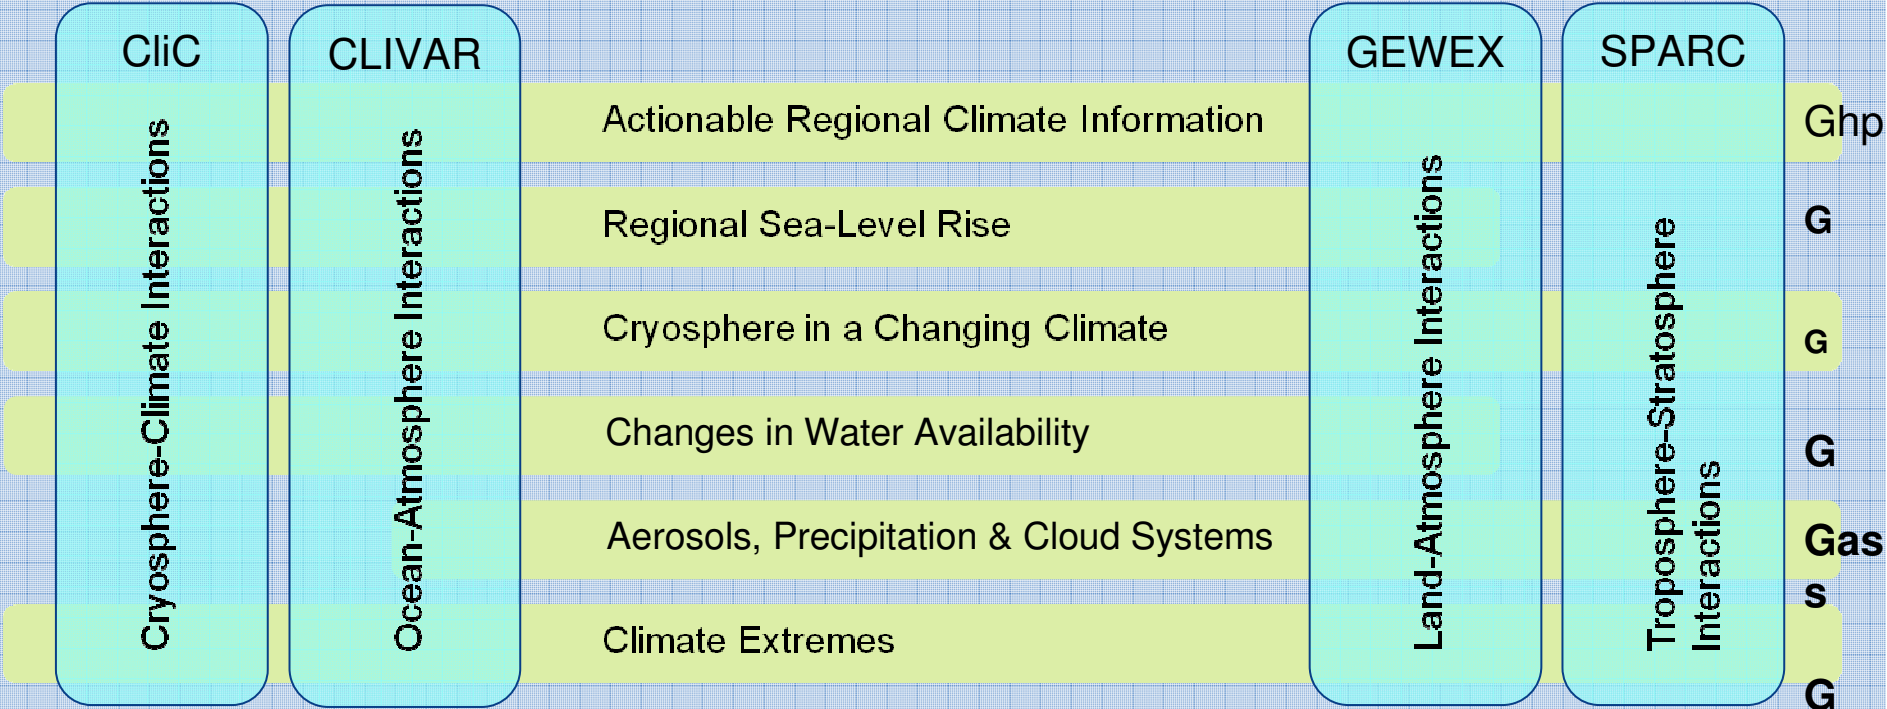 CliC
CLIVAR
GEWEX
SPARC
Cryosphere-Climate Interactions
Ocean-Atmosphere Interactions
Actionable Regional Climate Information
Regional Sea-Level Rise
Cryosphere in a Changing Climate
Changes in Water Availability
Aerosols, Precipitation & Cloud Systems
Climate Extremes
Land-Atmosphere Interactions
Troposphere-Stratosphere
Interactions
Ghp
G
G
G
Gas
s
G